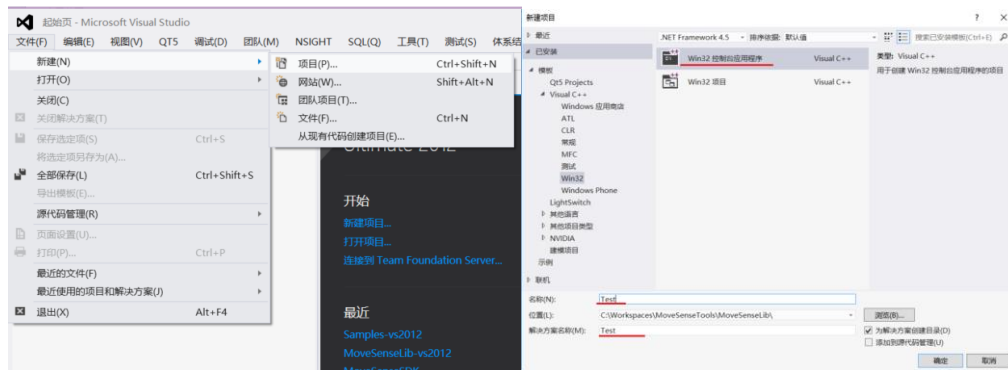 起始页 - Microsoft Visual Studio
文件(F) 编辑(E) 视图(V) QT5 调试(D) 团队(M) NSIGHT SQL(Q) 工具(T) 测试(S) 体系结
新建(N)
打开(O)
关闭(C)
关闭解决方案(T)
保存选定项(S) Ctrl+S
将选定项另存为(A)...
全部保存(L) Ctrl+Shift+S
导出模板(E)...
源代码管理(R)
页面设置(U)...
打印(P)... Ctrl+P
最近的文件(F)
最近使用的项目和解决方案(J)
退出(X) Alt+F4
项目(P)... Ctrl+Shift+N
网站(W)... Shift+Alt+N
团队项目(T)...
文件(F)... Ctrl+N
从现有代码创建项目(E)...
Ultimate 2012
开始
新建项目...
打开项目...
连接到 Team Foundation Server...
最近
Samples-vs2012
MoveSenseLib-vs2012
新建项目
? ×
最近
已安装
模板
Qt5 Projects
Visual C++
Windows 应用商店
ATL
CLR
常规
MFC
测试
Win32
Windows Phone
LightSwitch
其他语言
其他项目类型
NVIDIA
建模项目
示例
联机
.NET Framework 4.5 排序依据: 默认值
搜索已安装模板(Ctrl+E)
Win32 控制台应用程序 Visual C++
Win32 项目 Visual C++
类型: Visual C++
用于创建 Win32 控制台应用程序的项目
名称(N): Test
位置(L): C:\Workspaces\MoveSenseTools\MoveSenseLib\ 浏览(B)...
解决方案名称(M): Test
为解决方案创建目录(D)
添加到源代码管理(U)
确定 取消